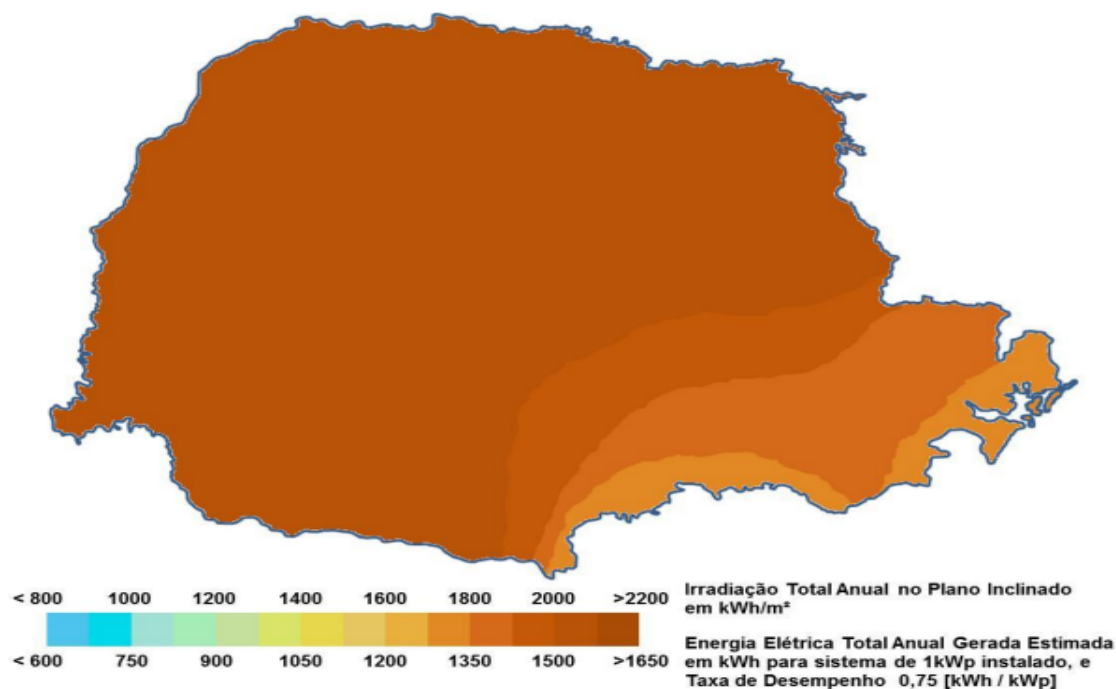 < 800 1000 1200 1400 1600 1800 2000 >2200
< 600 750 900 1050 1200 1350 1500 >1650
Irradiação Total Anual no Plano Inclinado
em kWh/m²
Energia Elétrica Total Anual Gerada Estimada
em kWh para sistema de 1kWp instalado, e
Taxa de Desempenho 0,75 [kWh / kWp]